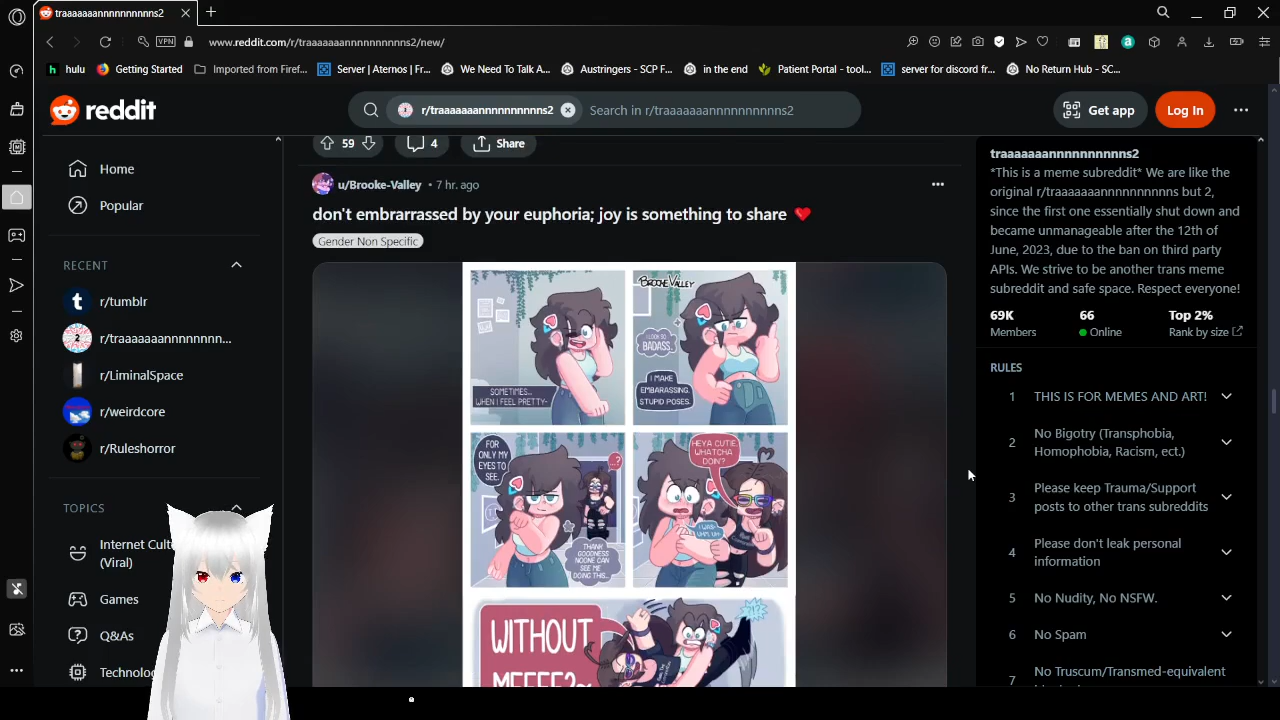 traaaaaaannnnnnnnnns2
VPN
www.reddit.com/r/traaaaaaannnnnnnnnns2/new/
hulu
Getting Started
Imported from Firef...
Server | Aternos | Fr...
We Need To Talk A...
Austringers - SCP F...
in the end
Patient Portal - tool...
server for discord fr...
No Return Hub - SC...
reddit
r/traaaaaaannnnnnnnnns2
Search in r/traaaaaaannnnnnnnnns2
Get app
Log In
Home
Popular
RECENT
r/tumblr
r/traaaaaaannnnnnnn...
r/LiminalSpace
r/weirdcore
r/Ruleshorror
TOPICS
Internet Cult
(Viral)
Games
Q&As
Technolog
59
4
Share
u/Brooke-Valley • 7 hr. ago
don't embrarrassed by your euphoria; joy is something to share
Gender Non Specific
SOMETIMES...
WHEN I FEEL PRETTY-
BROOKE VALLEY
I LOOK SO
BADASS.
I MAKE
EMBARASSING,
STUPID POSES.
FOR
ONLY MY
EYES TO
SEE.
..?
THANK
GOODNESS
NOONE CAN
SEE ME
DOING THIS...
HEYA CUTIE.
WHATCHA
DOIN'?
I WAS-
UHM. UH.
WITHOUT
MEEEE?~
traaaaaaannnnnnnnnns2
*This is a meme subreddit* We are like the
original r/traaaaaaannnnnnnnnns but 2,
since the first one essentially shut down and
became unmanageable after the 12th of
June, 2023, due to the ban on third party
APIs. We strive to be another trans meme
subreddit and safe space. Respect everyone!
69K
Members
66
Online
Top 2%
Rank by size
RULES
1 THIS IS FOR MEMES AND ART!
2 No Bigotry (Transphobia,
Homophobia, Racism, ect.)
3 Please keep Trauma/Support
posts to other trans subreddits
4 Please don't leak personal
information
5 No Nudity, No NSFW.
6 No Spam
7 No Truscum/Transmed-equivalent